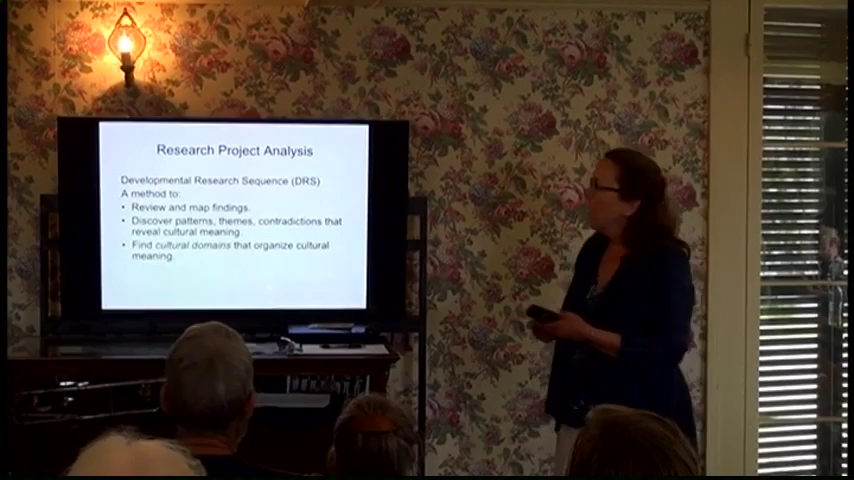 Research Project Analysis
Developmental Research Sequence (DRS)
A method to:
• Review and map findings.
• Discover patterns, themes, contradictions that
reveal cultural meaning.
• Find cultural domains that organize cultural
meaning.